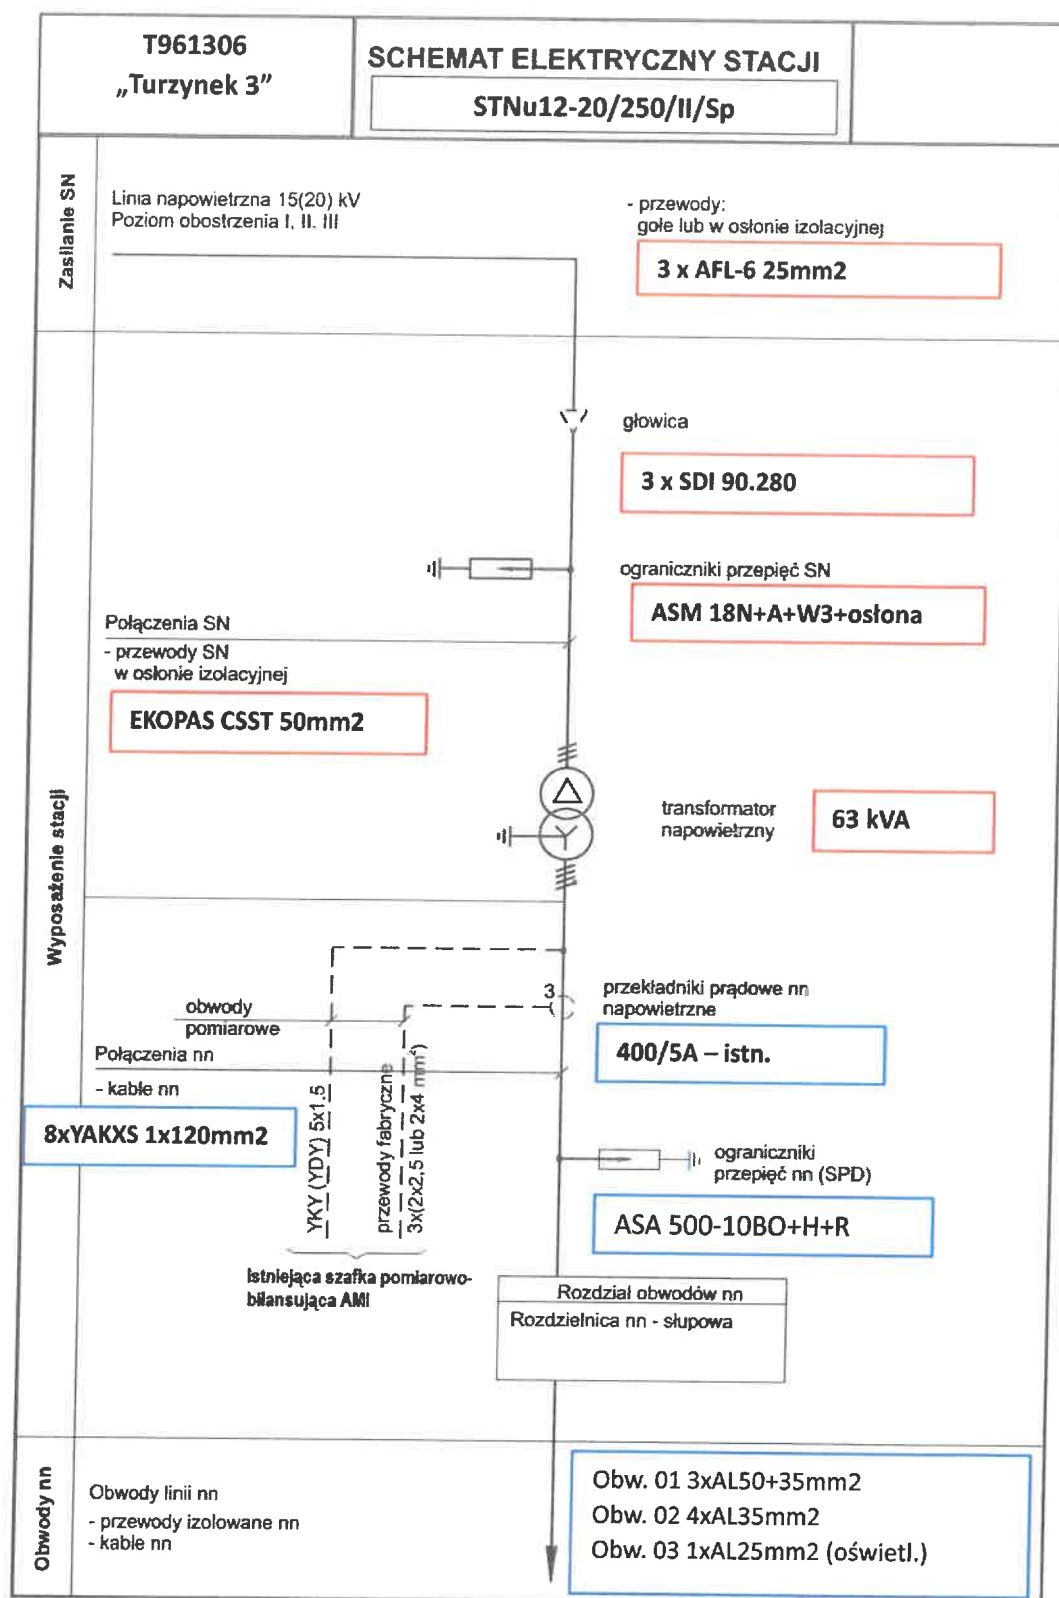 T961306
„Turzynek 3”
SCHEMAT ELEKTRYCZNY STACJI
STNu12-20/250/II/Sp
Zasilanie SN
Linia napowietrzna 15(20) kV
Poziom obostrzenia I, II, III
- przewody:
gołe lub w osłonie izolacyjnej
3 x AFL-6 25mm2
Wyposażenie stacji
głowica
3 x SDI 90.280
ograniczniki przepięć SN
ASM 18N+A+W3+osłona
Połączenia SN
- przewody SN
w osłonie izolacyjnej
EKOPAS CSST 50mm2
transformator
napowietrzny
63 kVA
3
przekładniki prądowe nn
napowietrzne
400/5A – istn.
obwody
pomiarowe
Połączenia nn
- kable nn
8xYAKXS 1x120mm2
YKY (YDY) 5x1,5
przewody fabryczne
3x(2x2,5 lub 2x4 mm²)
ograniczniki
przepięć nn (SPD)
ASA 500-10BO+H+R
Istniejąca szafka pomiarowo-
bilansująca AMI
Rozdział obwodów nn
Rozdzielnica nn - słupowa
Obwody nn
Obwody linii nn
- przewody izolowane nn
- kable nn
Obw. 01 3xAL50+35mm2
Obw. 02 4xAL35mm2
Obw. 03 1xAL25mm2 (oświetl.)